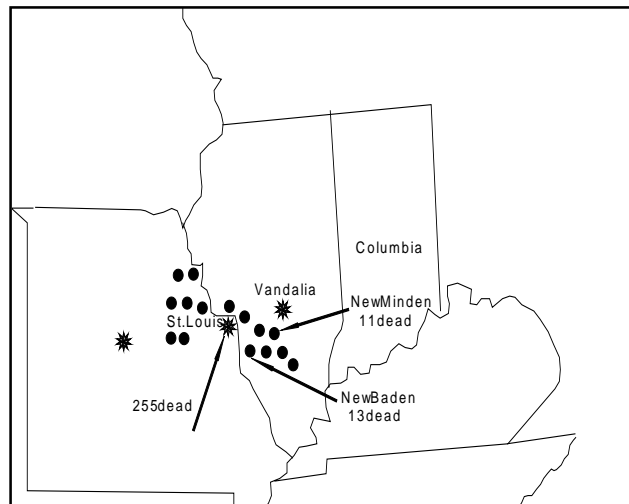 Columbia
Vandalia
NewMinden
11dead
St.Louis
NewBaden
13dead
255dead